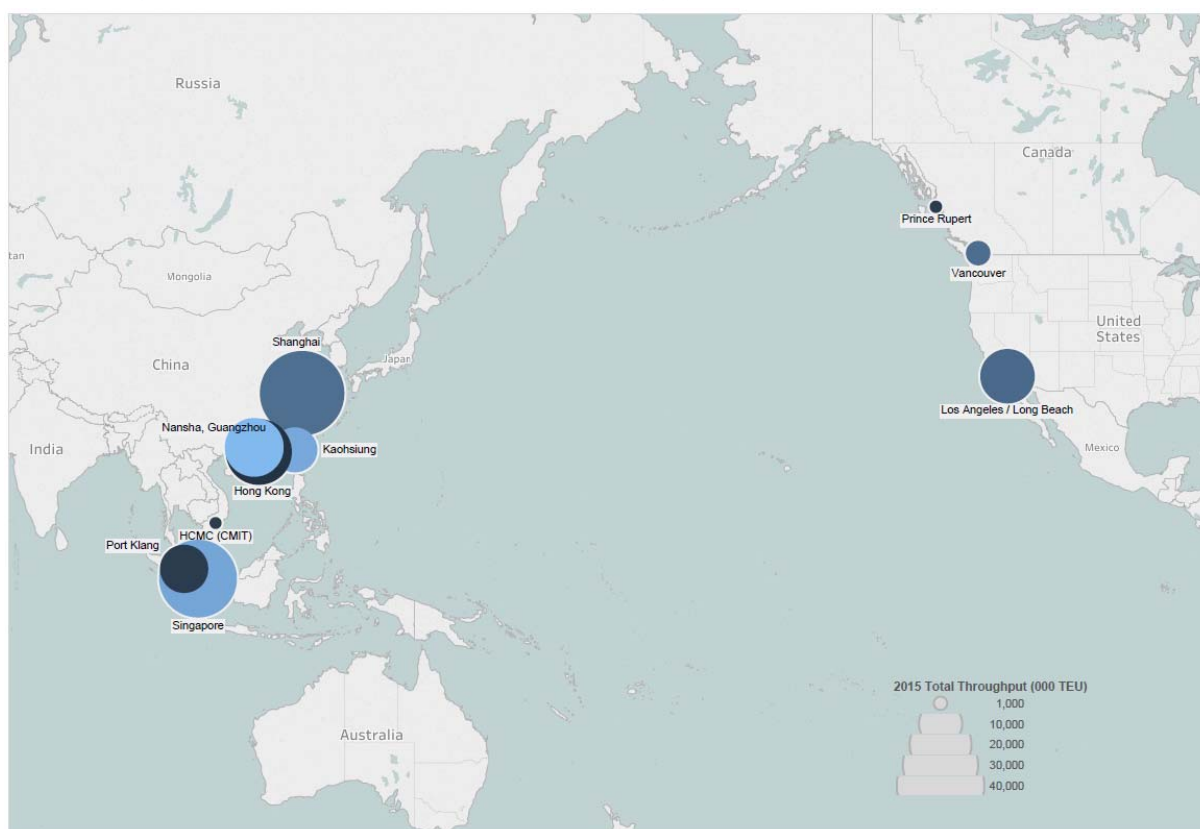 Russia
Canada
Prince Rupert
tan
Mongolia
Vancouver
Shanghai
United
States
China
Japan
Los Angeles / Long Beach
Nansha, Guangzhou
India
Kaohsiung
Mexico
Hong Kong
HCMC (CMIT)
Port Klang
Singapore
2015 Total Throughput (000 TEU)
1,000
10,000
20,000
30,000
40,000
Australia